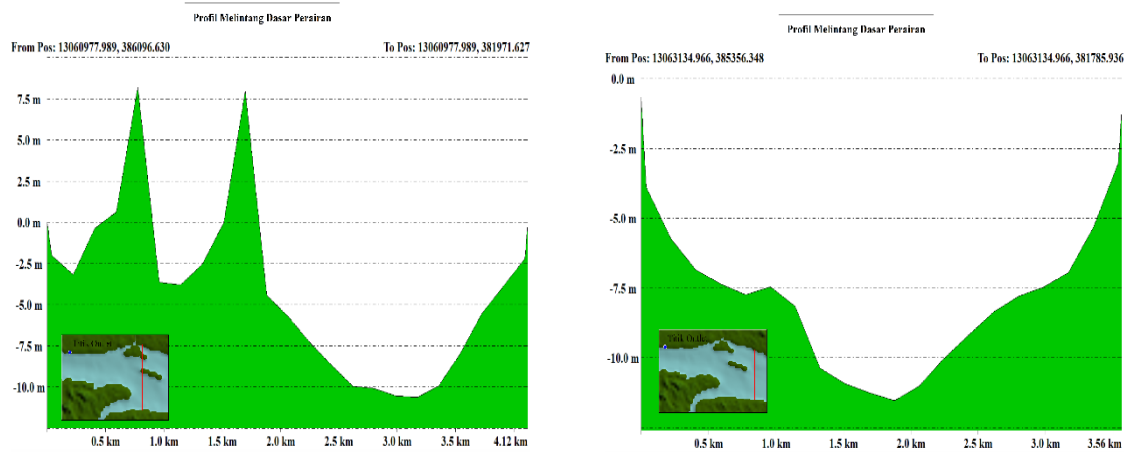 Profil Melintang Dasar Perairan
From Pos: 13060977.989, 386096.630 To Pos: 13060977.989, 381971.627
7.5 m
5.0 m
2.5 m
0.0 m
-2.5 m
-5.0 m
-7.5 m
-10.0 m
0.5 km 1.0 km 1.5 km 2.0 km 2.5 km 3.0 km 3.5 km 4.12 km
Profil Melintang Dasar Perairan
From Pos: 13063134.966, 385356.348 To Pos: 13063134.966, 381785.936
0.0 m
-2.5 m
-5.0 m
-7.5 m
-10.0 m
0.5 km 1.0 km 1.5 km 2.0 km 2.5 km 3.0 km 3.56 km